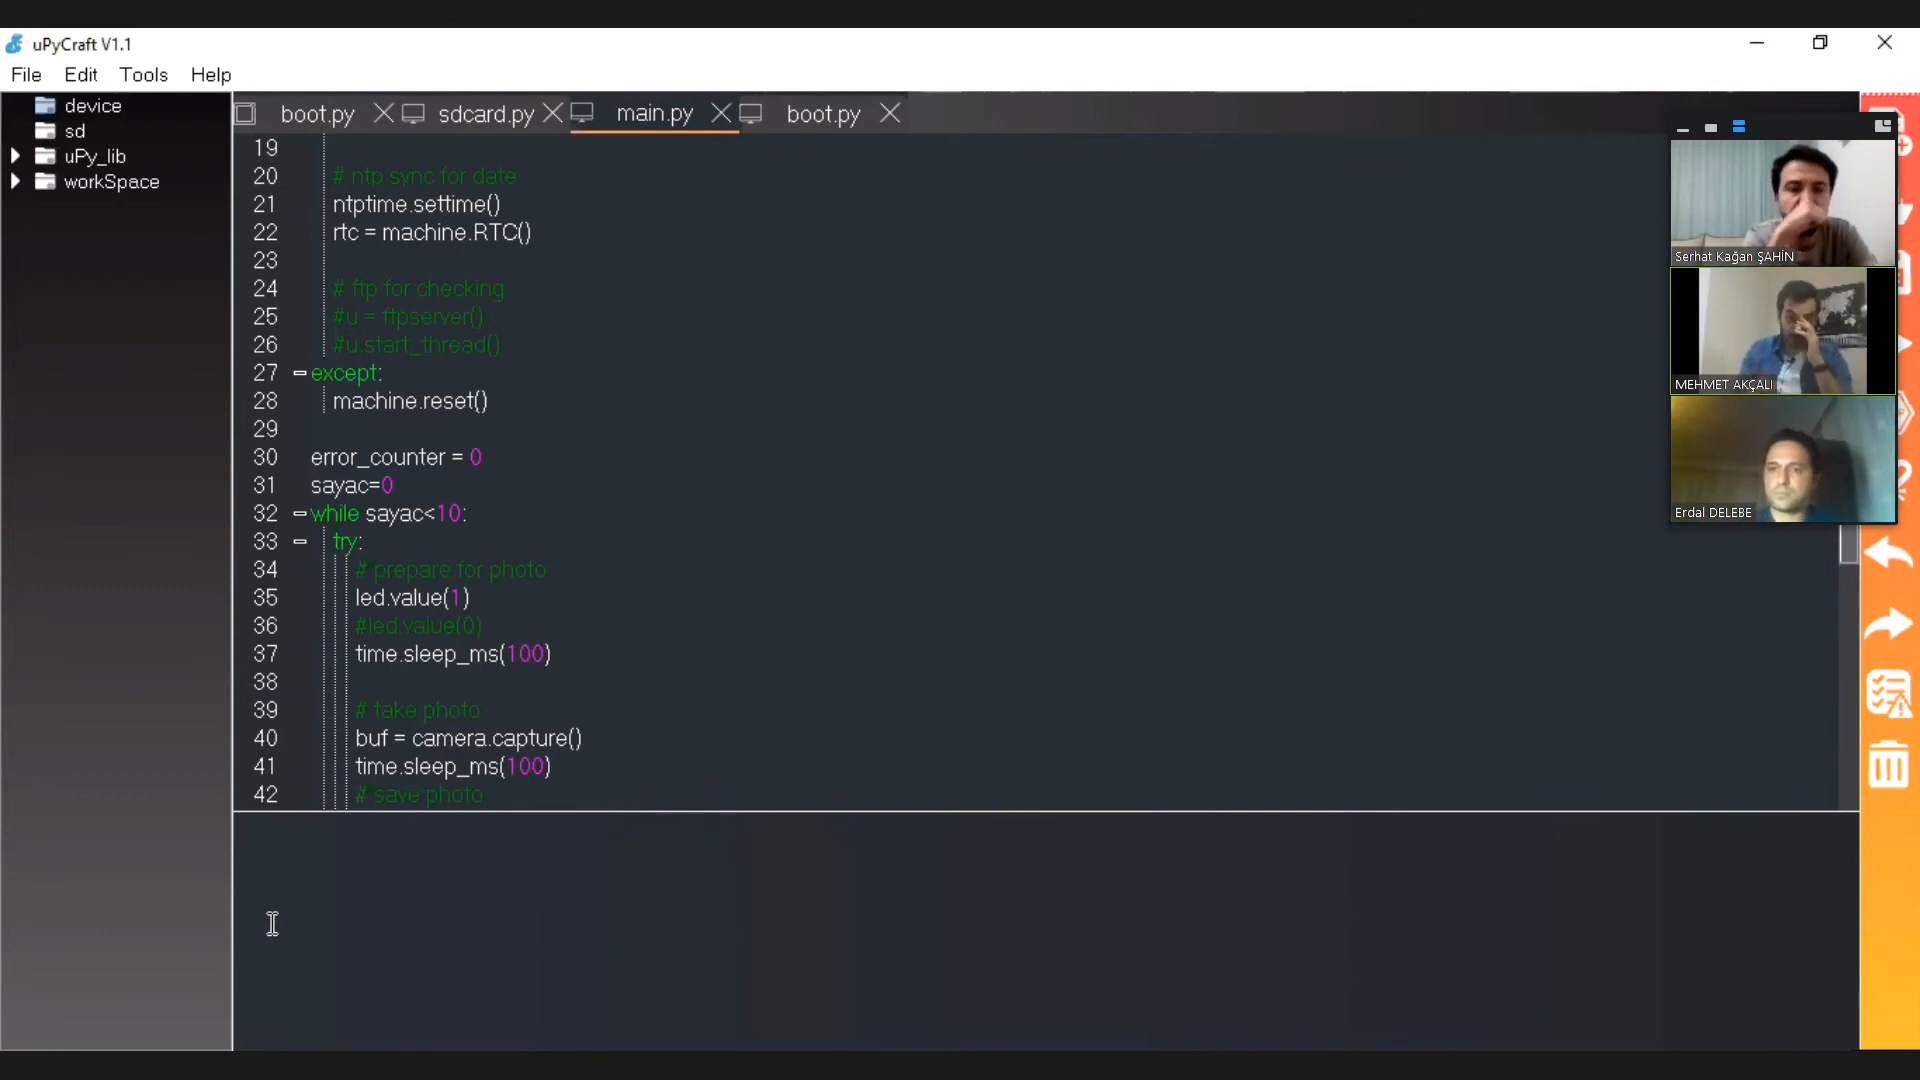 uPyCraft V1.1
File Edit Tools Help
device
sd
uPy_lib
workSpace
boot.py sdcard.py main.py boot.py
19
20 # ntp sync for date
21 ntptime.settime()
22 rtc = machine.RTC()
23
24 # ftp for checking
25 #u = ftpserver()
26 #u.start_thread()
27 except:
28 machine.reset()
29
30 error_counter = 0
31 sayac=0
32 while sayac<10:
33 try:
34 # prepare for photo
35 led.value(1)
36 #led.value(0)
37 time.sleep_ms(100)
38
39 # take photo
40 buf = camera.capture()
41 time.sleep_ms(100)
42 # save photo
Serhat Kağan ŞAHİN
MEHMET AKÇALI
Erdal DELEBE